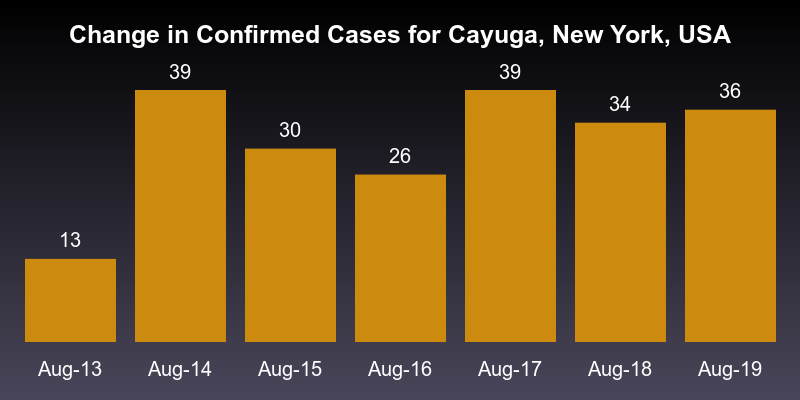 Change in Confirmed Cases for Cayuga, New York, USA
13
39
30
26
39
34
36
Aug-13
Aug-14
Aug-15
Aug-16
Aug-17
Aug-18
Aug-19